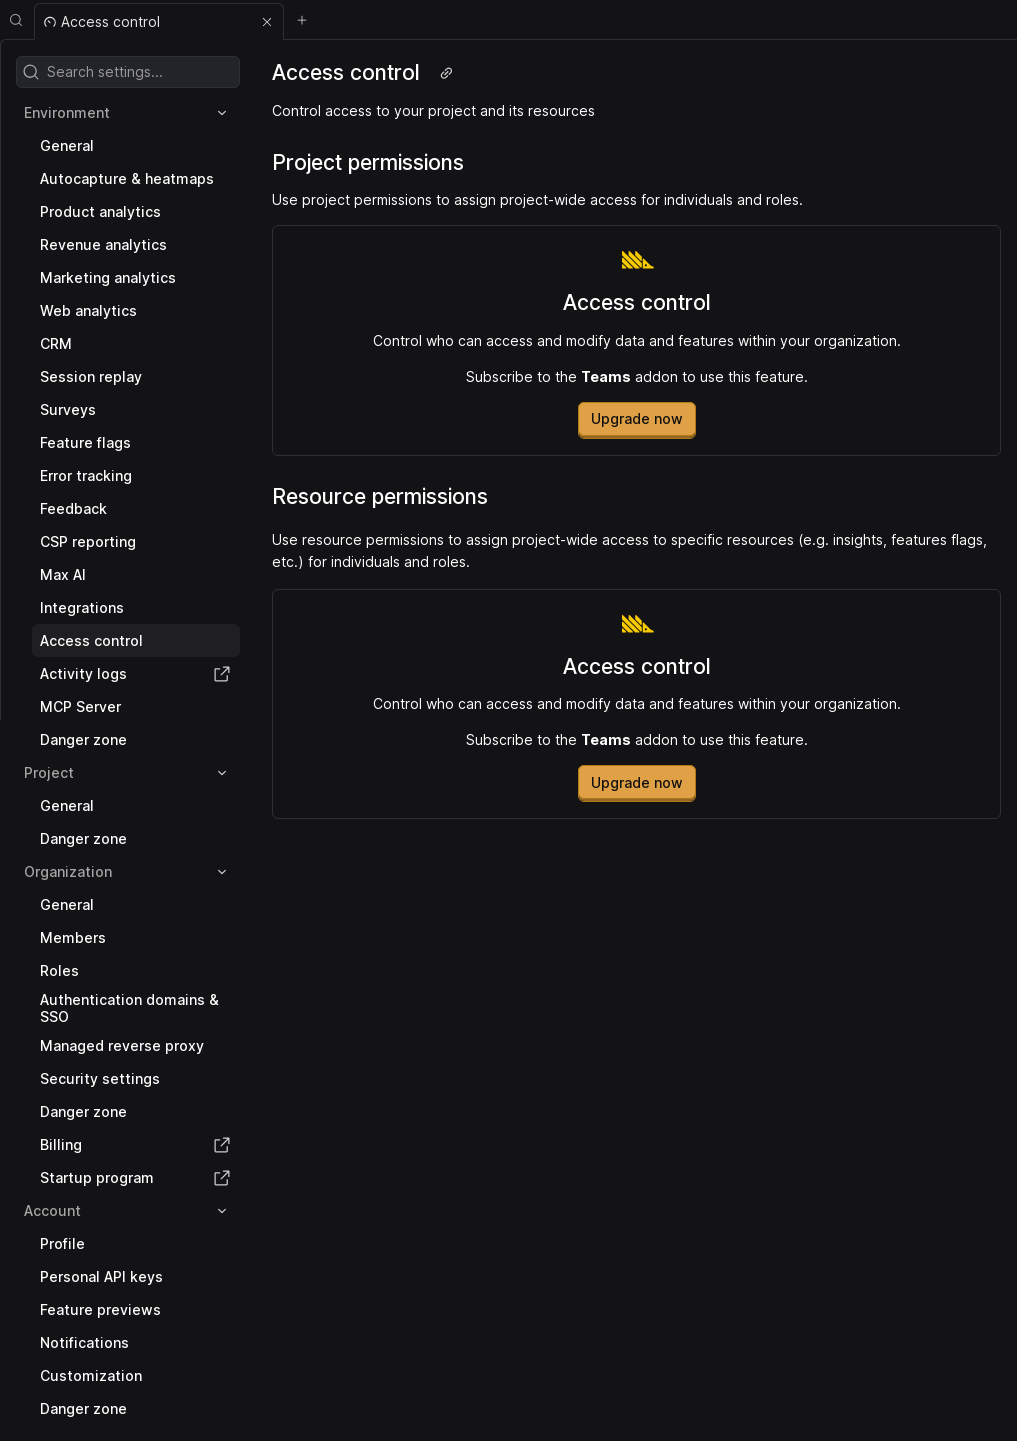 Access control
Search settings...
Environment
General
Autocapture & heatmaps
Product analytics
Revenue analytics
Marketing analytics
Web analytics
CRM
Session replay
Surveys
Feature flags
Error tracking
Feedback
CSP reporting
Max AI
Integrations
Access control
Activity logs
MCP Server
Danger zone
Project
General
Danger zone
Organization
General
Members
Roles
Authentication domains &
SSO
Managed reverse proxy
Security settings
Danger zone
Billing
Startup program
Account
Profile
Personal API keys
Feature previews
Notifications
Customization
Danger zone
Access control
Control access to your project and its resources
Project permissions
Use project permissions to assign project-wide access for individuals and roles.
Access control
Control who can access and modify data and features within your organization.
Subscribe to the Teams addon to use this feature.
Upgrade now
Resource permissions
Use resource permissions to assign project-wide access to specific resources (e.g. insights, features flags,
etc.) for individuals and roles.
Access control
Control who can access and modify data and features within your organization.
Subscribe to the Teams addon to use this feature.
Upgrade now